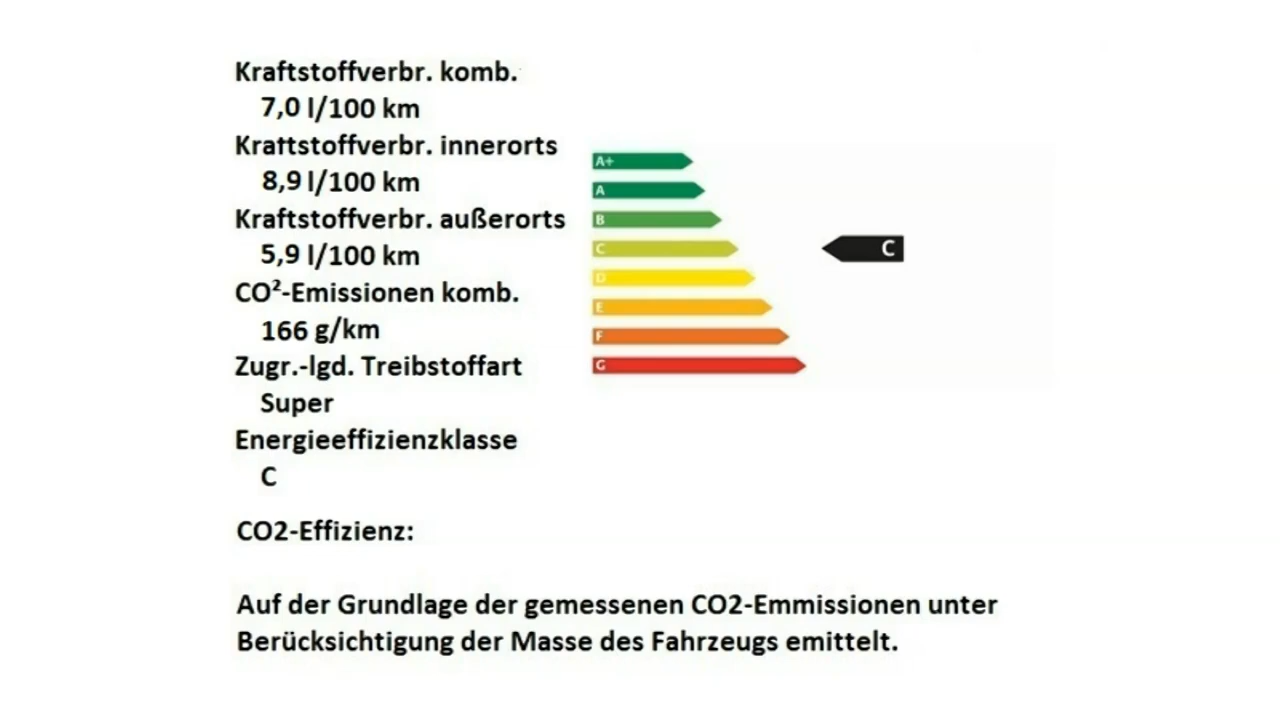 Kraftstoffverbr. komb.
7,0 l/100 km
Krattstoffverbr. innerorts
8,9 l/100 km
Kraftstoffverbr. außerorts
5,9 l/100 km
CO²-Emissionen komb.
166 g/km
Zugr.-lgd. Treibstoffart
Super
Energieeffizienzklasse
C
A+
A
B
C
D
E
F
G
C
CO2-Effizienz:
Auf der Grundlage der gemessenen CO2-Emmissionen unter
Berücksichtigung der Masse des Fahrzeugs emittelt.